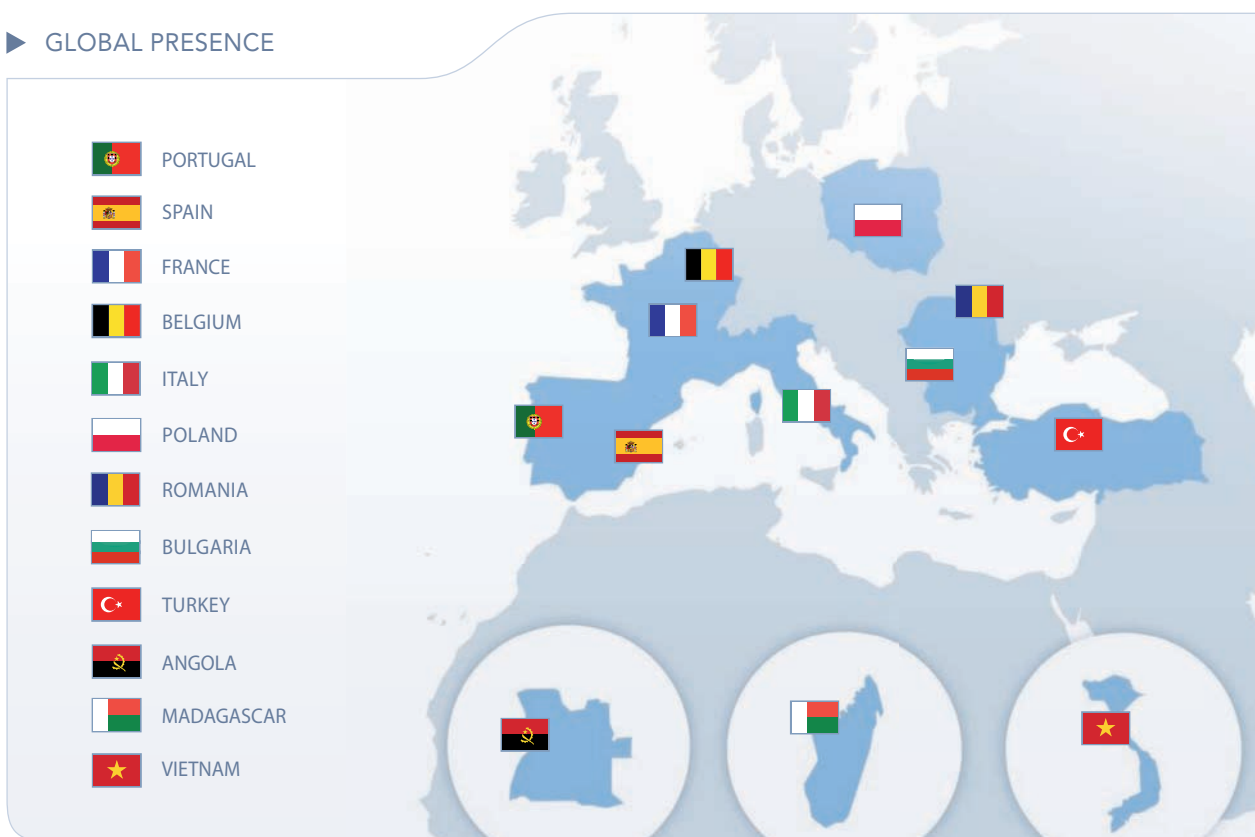 GLOBAL PRESENCE
PORTUGAL
SPAIN
FRANCE
BELGIUM
ITALY
POLAND
ROMANIA
BULGARIA
TURKEY
ANGOLA
MADAGASCAR
VIETNAM